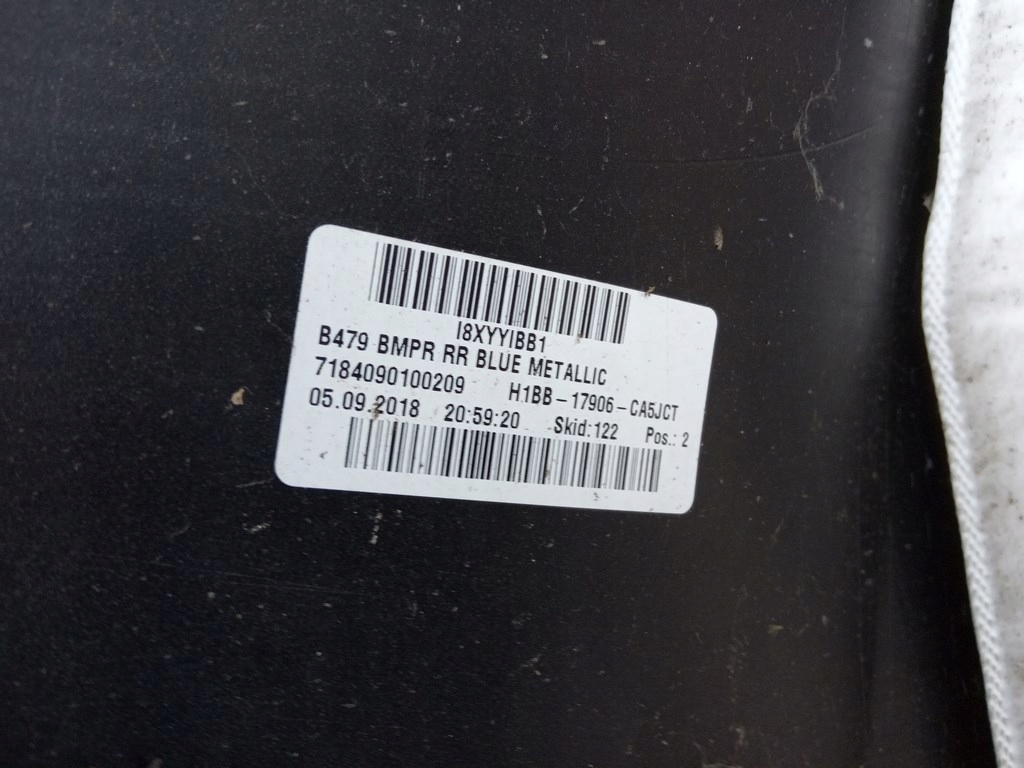 I8XYYIBB1
B479 BMPR RR BLUE METALLIC
7184090100209 H1BB-17906-CA5JCT
05.09.2018 20:59:20 Skid:122 Pos.: 2